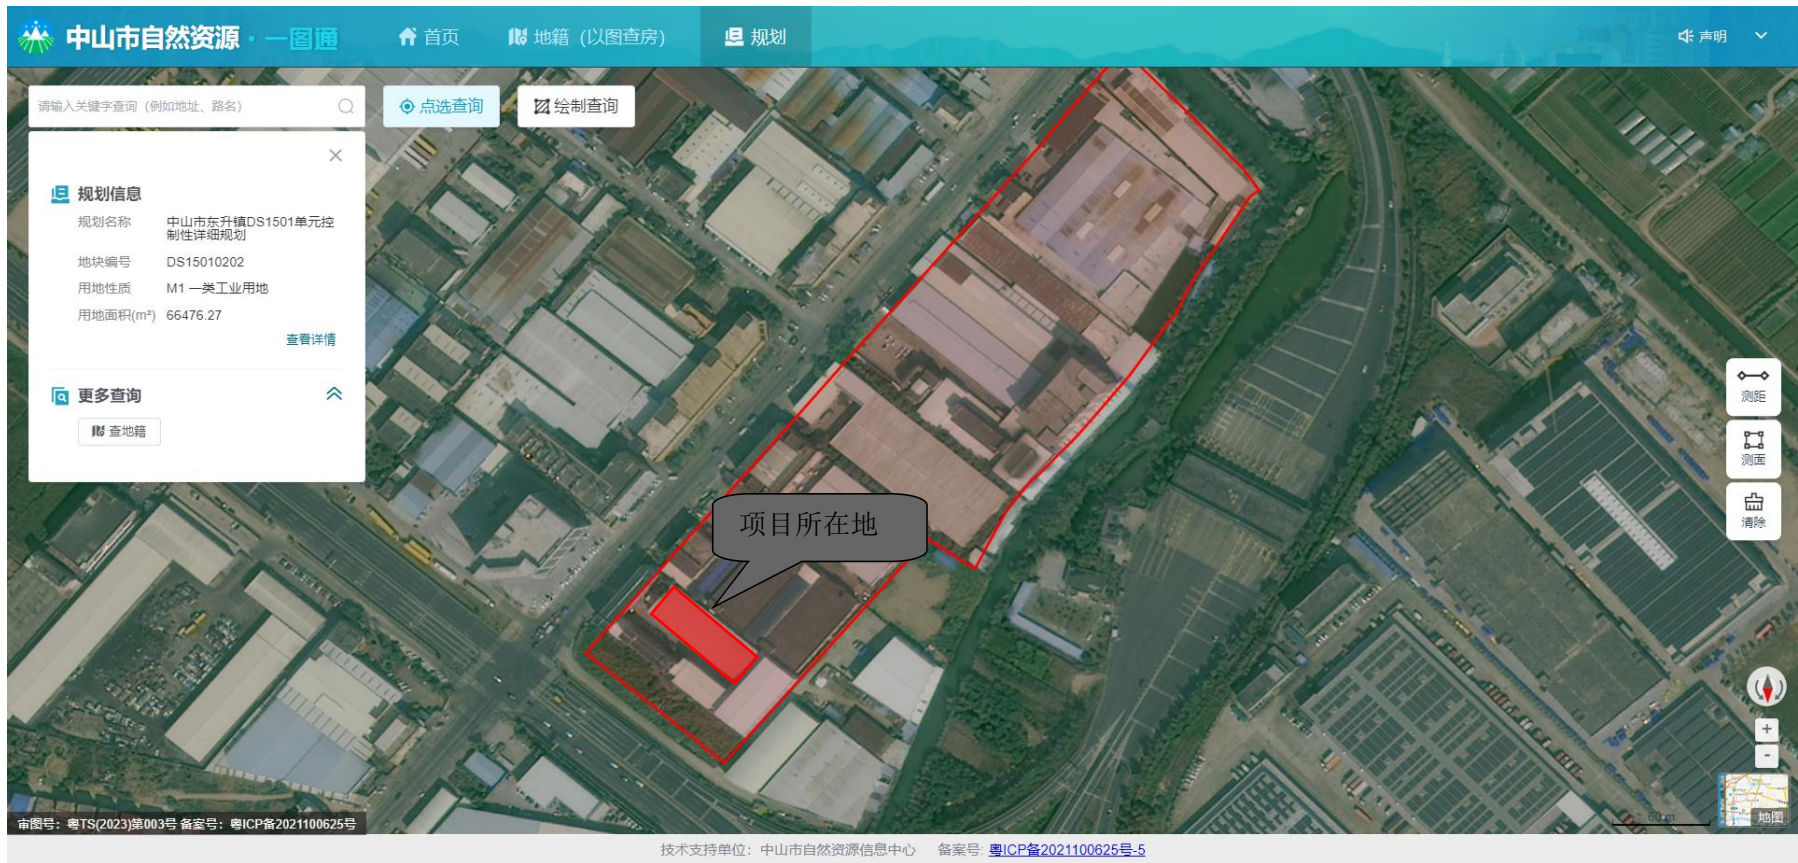 中山市自然资源·一图通
首页
地籍（以图查房）
规划
声明
请输入关键字查询（例如地址、路名）
点选查询
绘制查询
规划信息
规划名称 中山市东升镇DS1501单元控
制性详细规划
地块编号 DS15010202
用地性质 M1 一类工业用地
用地面积(m²) 66476.27
查看详情
更多查询
查地籍
项目所在地
测距
测面
清除
+
-
60 m
地图
审图号：粤TS(2023)第003号 备案号：粤ICP备2021100625号
技术支持单位：中山市自然资源信息中心 备案号: 粤ICP备2021100625号-5